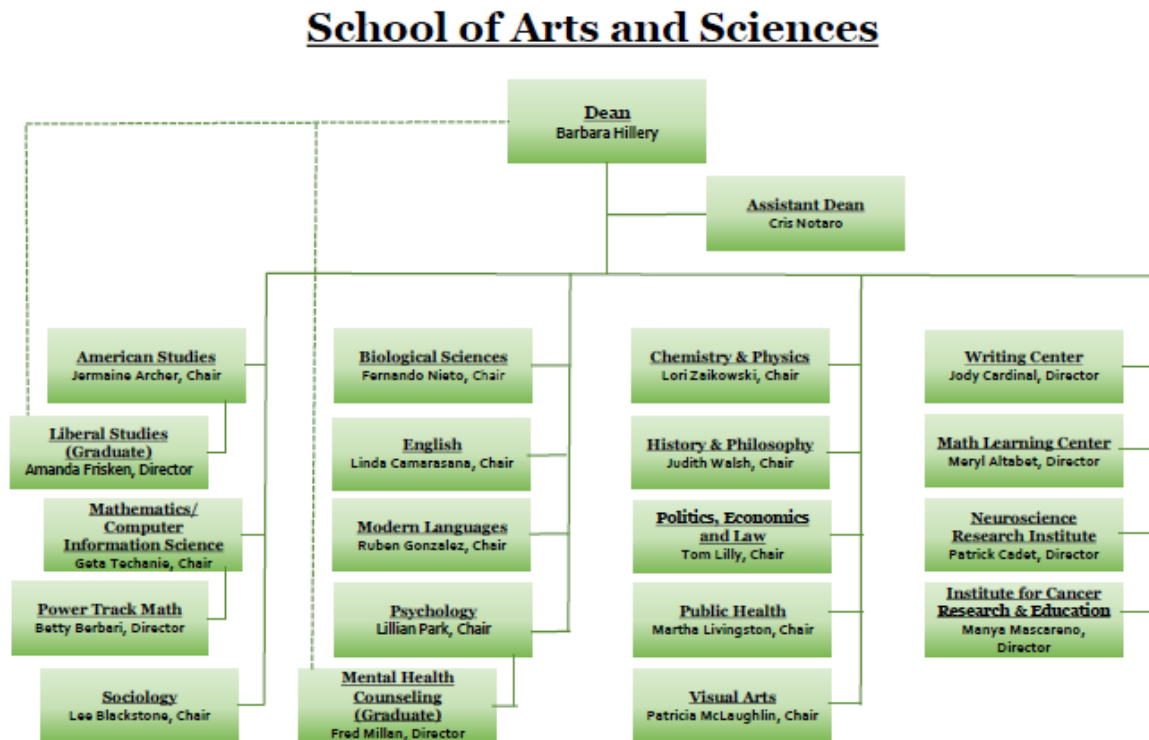 School of Arts and Sciences
Dean
Barbara Hillery
Assistant Dean
Cris Notaro
American Studies
Jermaine Archer, Chair
Liberal Studies
(Graduate)
Amanda Frisken, Director
Mathematics/
Computer
Information Science
Geta Techanie, Chair
Power Track Math
Betty Berbari, Director
Sociology
Lee Blackstone, Chair
Biological Sciences
Fernando Nieto, Chair
English
Linda Camarasana, Chair
Modern Languages
Ruben Gonzalez, Chair
Psychology
Lillian Park, Chair
Mental Health
Counseling
(Graduate)
Fred Millan, Director
Chemistry & Physics
Lori Zaikowski, Chair
History & Philosophy
Judith Walsh, Chair
Politics, Economics
and Law
Tom Lilly, Chair
Public Health
Martha Livingston, Chair
Visual Arts
Patricia McLaughlin, Chair
Writing Center
Jody Cardinal, Director
Math Learning Center
Meryl Altabet, Director
Neuroscience
Research Institute
Patrick Cadet, Director
Institute for Cancer
Research & Education
Manya Mascareno,
Director